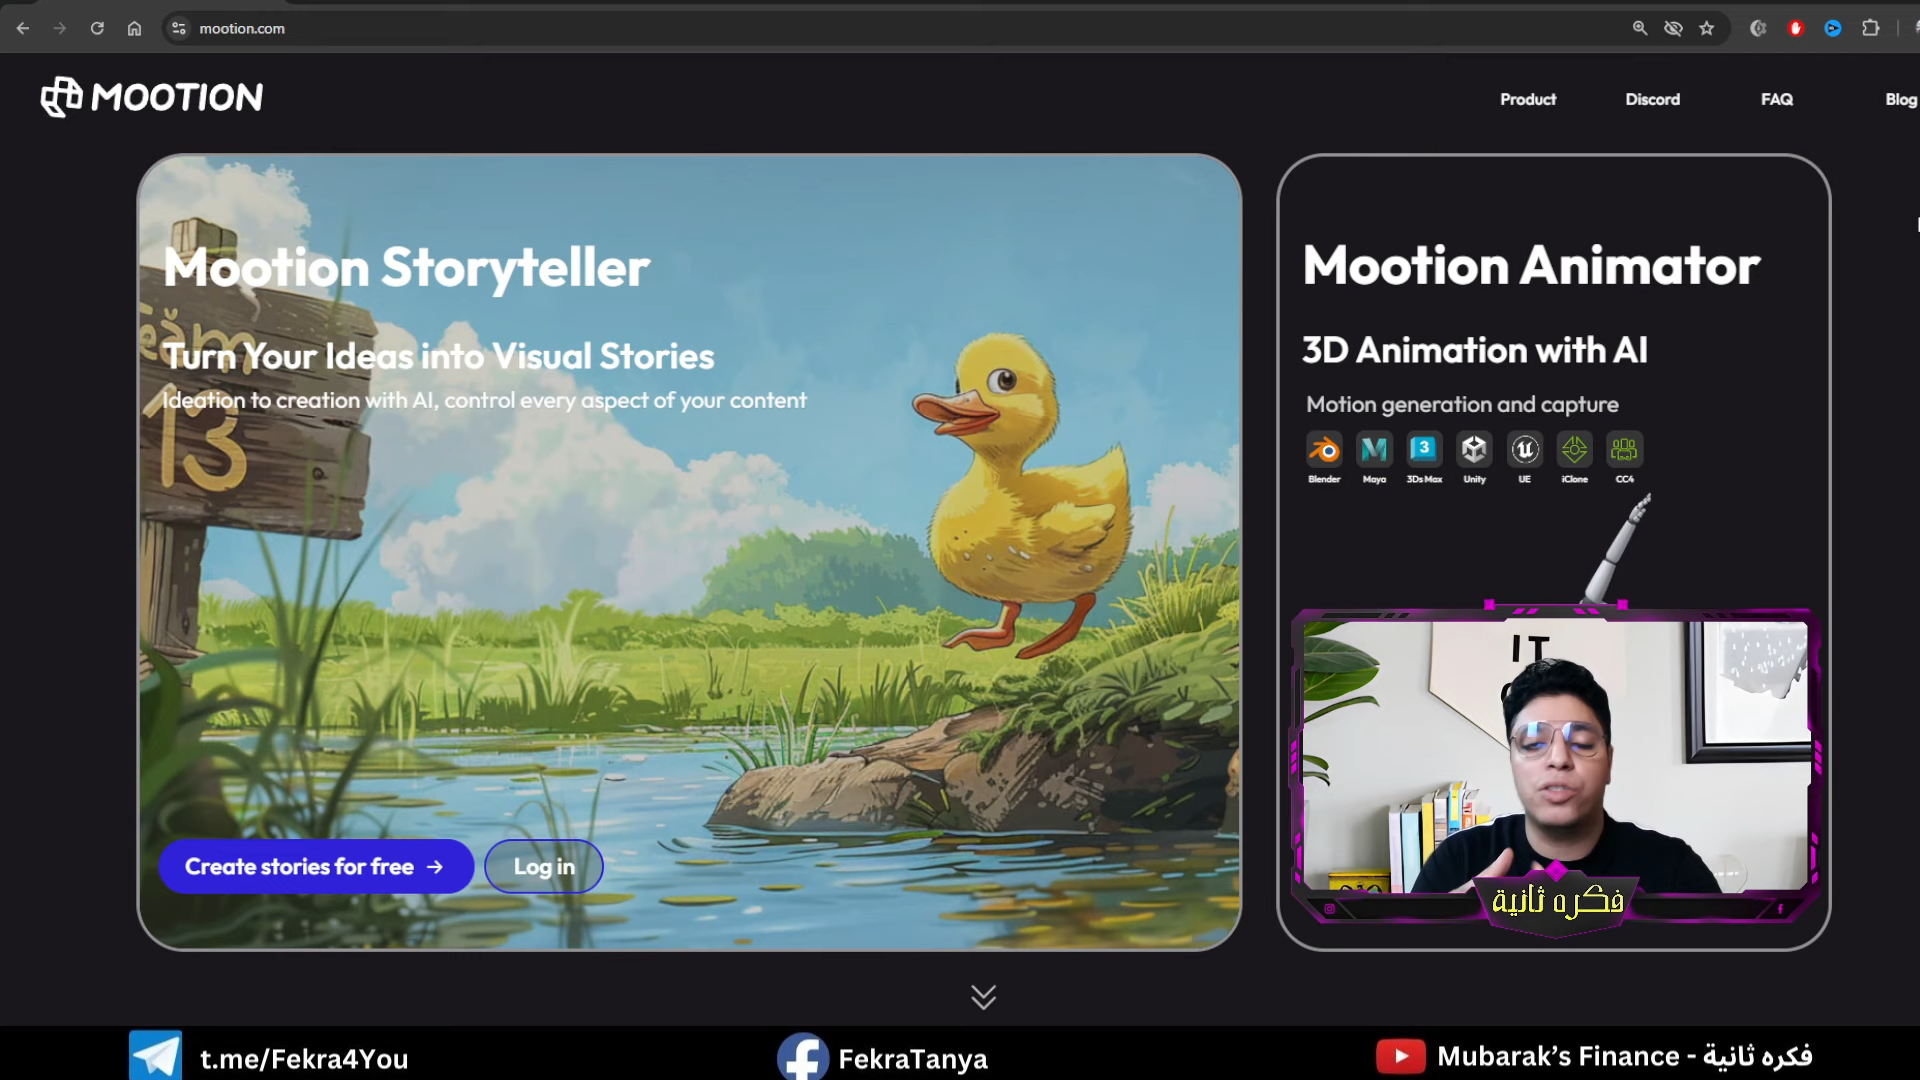 mootion.com
MOOTION
Product
Discord
FAQ
Blog
Mootion Storyteller
Turn Your Ideas into Visual Stories
Ideation to creation with AI, control every aspect of your content
13
Create stories for free →
Log in
Mootion Animator
3D Animation with AI
Motion generation and capture
3
Blender
Maya
3Ds Max
Unity
UE
iClone
CC4
IT
فكره ثانية
t.me/Fekra4You
FekraTanya
Mubarak's Finance - فكره ثانية